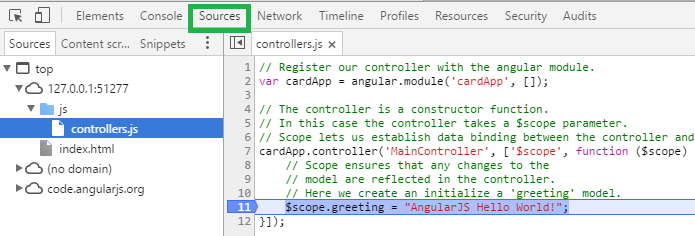 Elements Console Sources Network Timeline Profiles Resources Security Audits
Sources Content scr... Snippets
controllers.js ×
top
127.0.0.1:51277
js
controllers.js
index.html
(no domain)
code.angularjs.org
1 // Register our controller with the angular module.
2 var cardApp = angular.module('cardApp', []);
3
4 // The controller is a constructor function.
5 // In this case the controller takes a $scope parameter.
6 // Scope lets us establish data binding between the controller and
7 cardApp.controller('MainController', ['$scope', function ($scope)
8 // Scope ensures that any changes to the
9 // model are reflected in the controller.
10 // Here we create an initialize a 'greeting' model.
11 $scope.greeting = "AngularJS Hello World!";
12 }]);